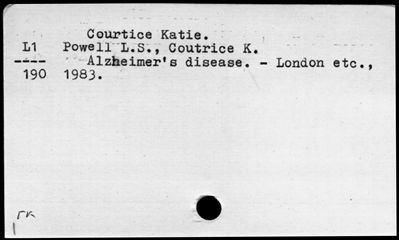 Courtice Katie.
L1 Powell L.S., Coutrice K.
---- Alzheimer's disease. - London etc.,
190 1983.